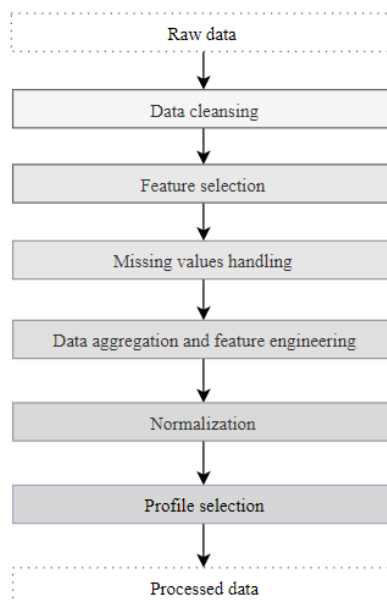 Raw data
Data cleansing
Feature selection
Missing values handling
Data aggregation and feature engineering
Normalization
Profile selection
Processed data